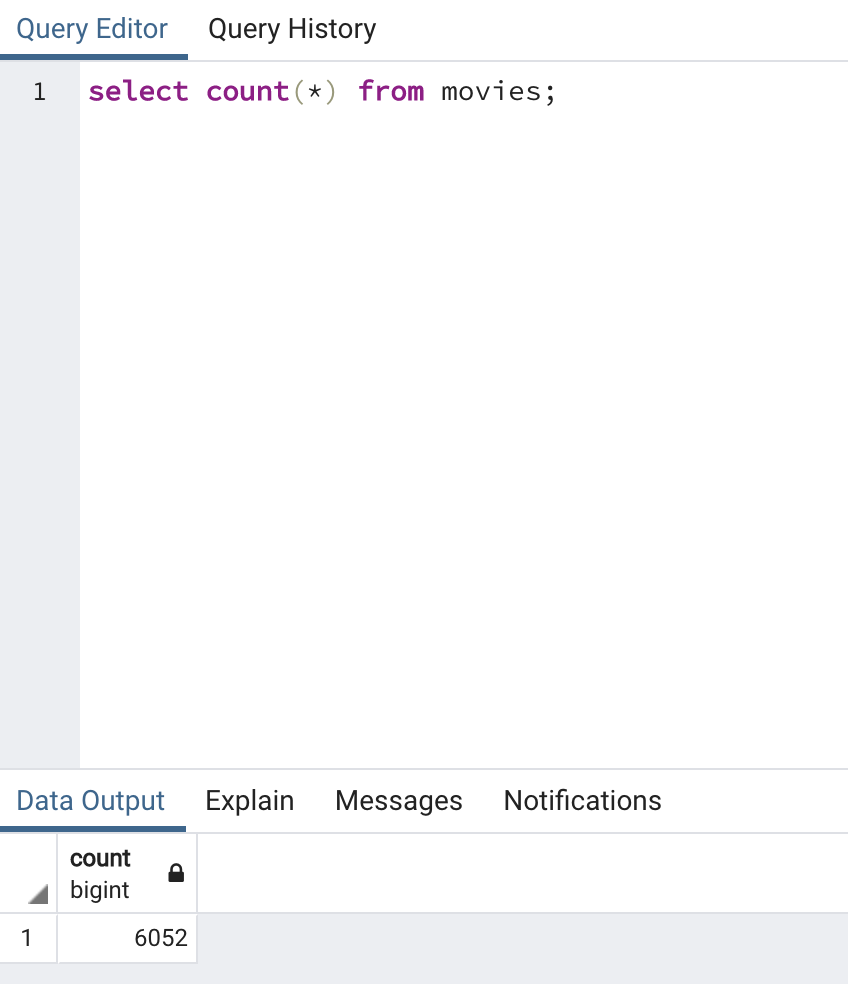 Query Editor Query History
1 select count(*) from movies;
Data Output Explain Messages Notifications
count
bigint
1 6052